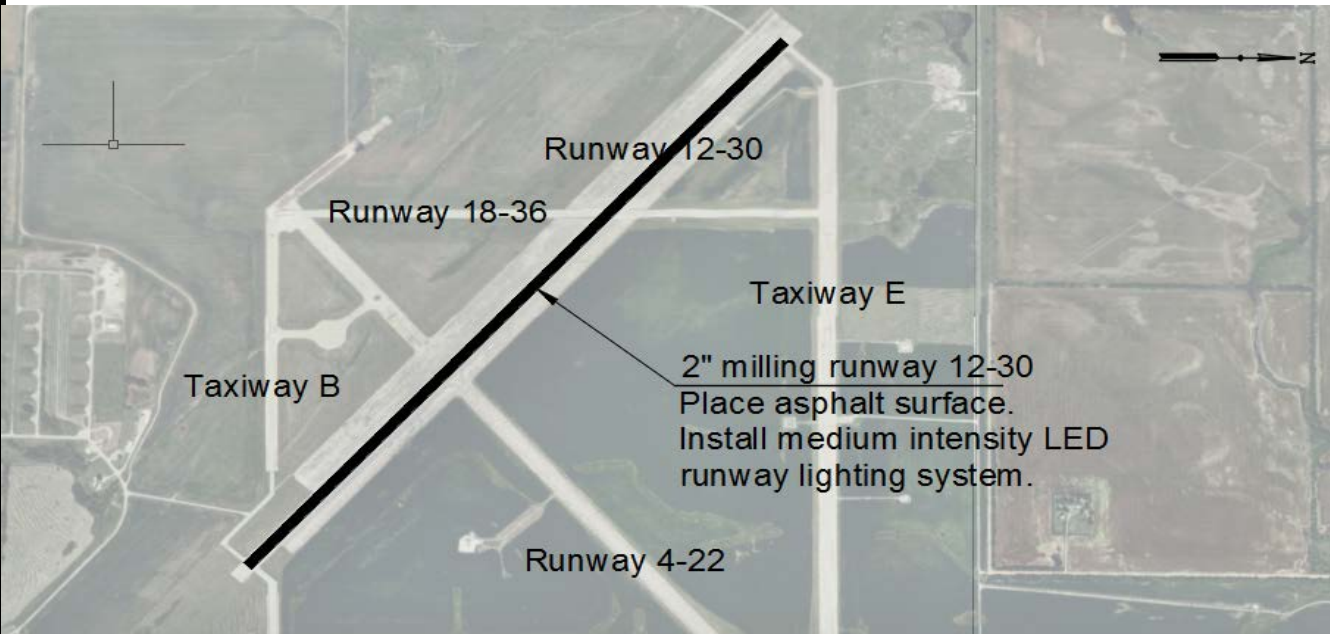 N
Runway 12-30
Runway 18-36
Taxiway E
2" milling runway 12-30
Place asphalt surface.
Install medium intensity LED
runway lighting system.
Taxiway B
Runway 4-22